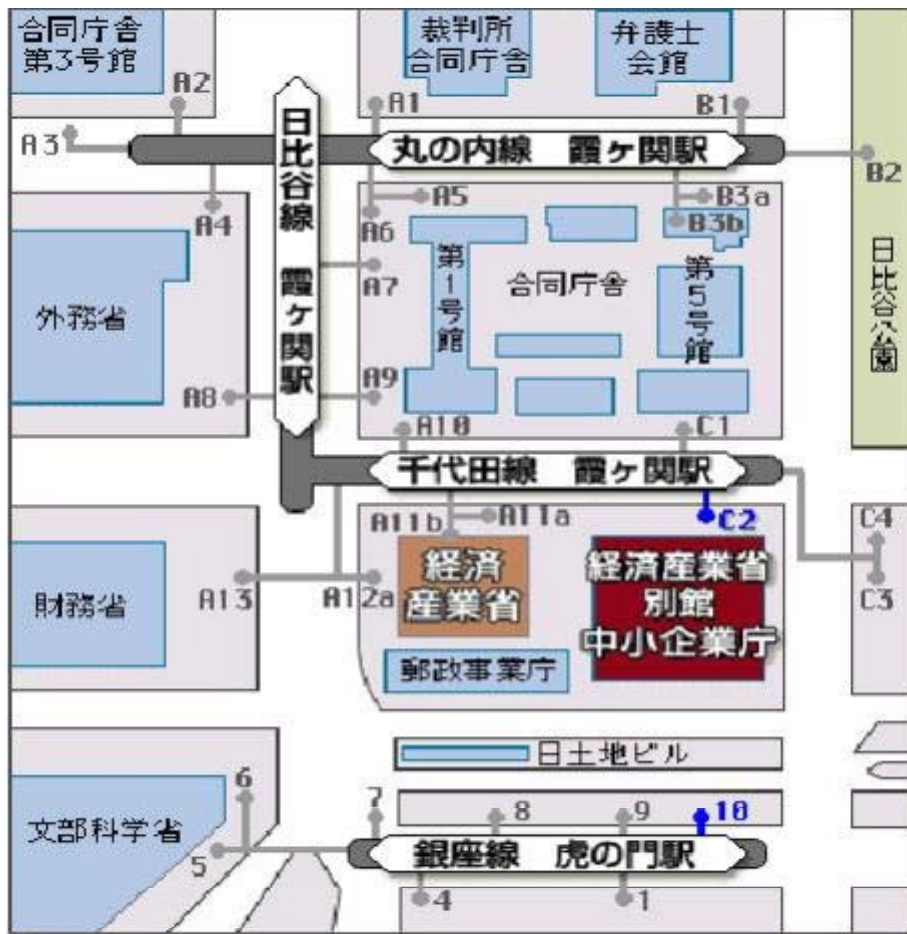 合同庁舎
第3号館
裁判所
合同庁舎
弁護士
会館
A2
A1
B1
A3
丸の内線 霞ヶ関駅
B2
日比谷線 霞ヶ関駅
A4
A5
A6
B3a
B3b
A7
第1号館
合同庁舎
第5号館
日比谷公園
外務省
A8
A9
A10
C1
千代田線 霞ヶ関駅
A11b
A11a
C2
C4
経済
産業省
経済産業省
別館
中小企業庁
財務省
A13
A12a
C3
郵政事業庁
日土地ビル
6
7
8
9
10
文部科学省
5
銀座線 虎の門駅
4
1